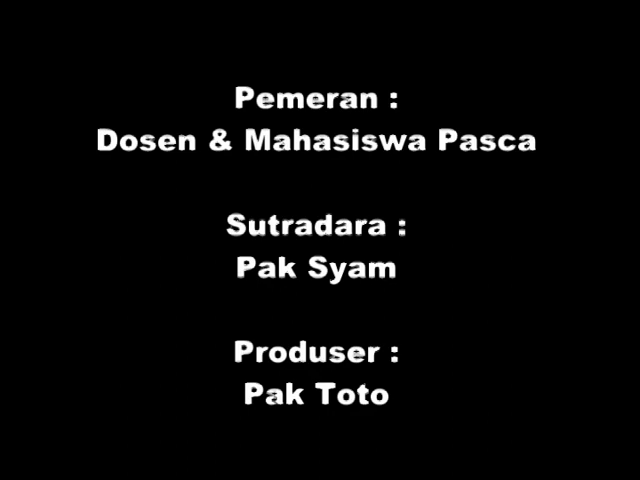 Pemeran :
Dosen & Mahasiswa Pasca
Sutradara :
Pak Syam
Produser :
Pak Toto